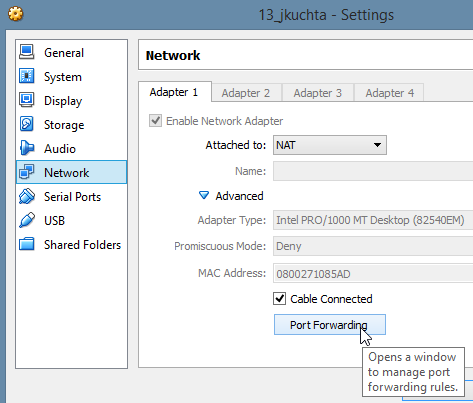 13_jkuchta - Settings
General
System
Display
Storage
Audio
Network
Serial Ports
USB
Shared Folders
Network
Adapter 1 Adapter 2 Adapter 3 Adapter 4
Enable Network Adapter
Attached to: NAT
Name:
Advanced
Adapter Type: Intel PRO/1000 MT Desktop (82540EM)
Promiscuous Mode: Deny
MAC Address: 0800271085AD
Cable Connected
Port Forwarding
Opens a window
to manage port
forwarding rules.